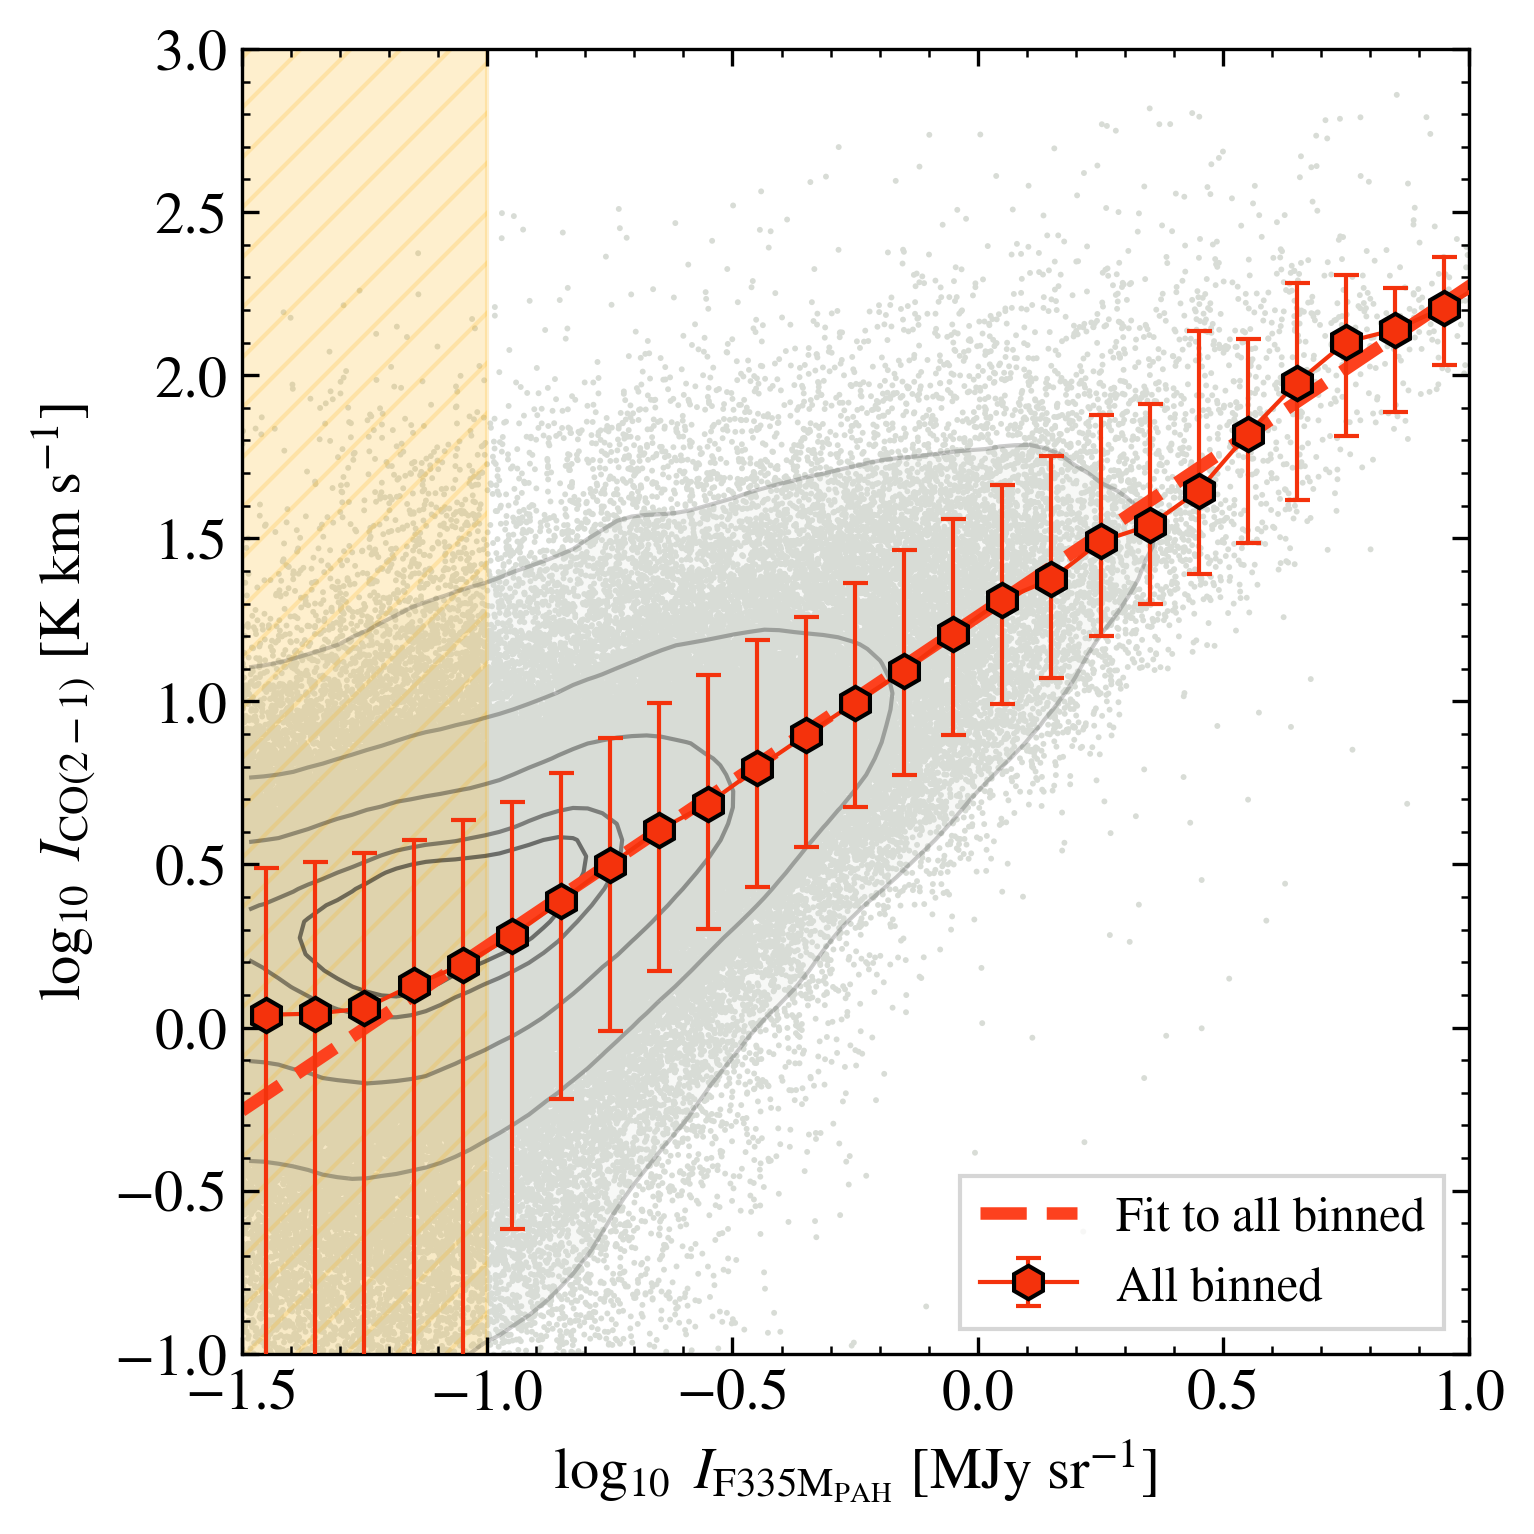 3.0
2.5
2.0
1.5
1.0
0.5
0.0
−0.5
−1.0
−1.5 −1.0 −0.5 0.0 0.5 1.0
log₁₀ I_CO(2−1) [K km s⁻¹]
log₁₀ I_F335M_PAH [MJy sr⁻¹]
Fit to all binned
All binned